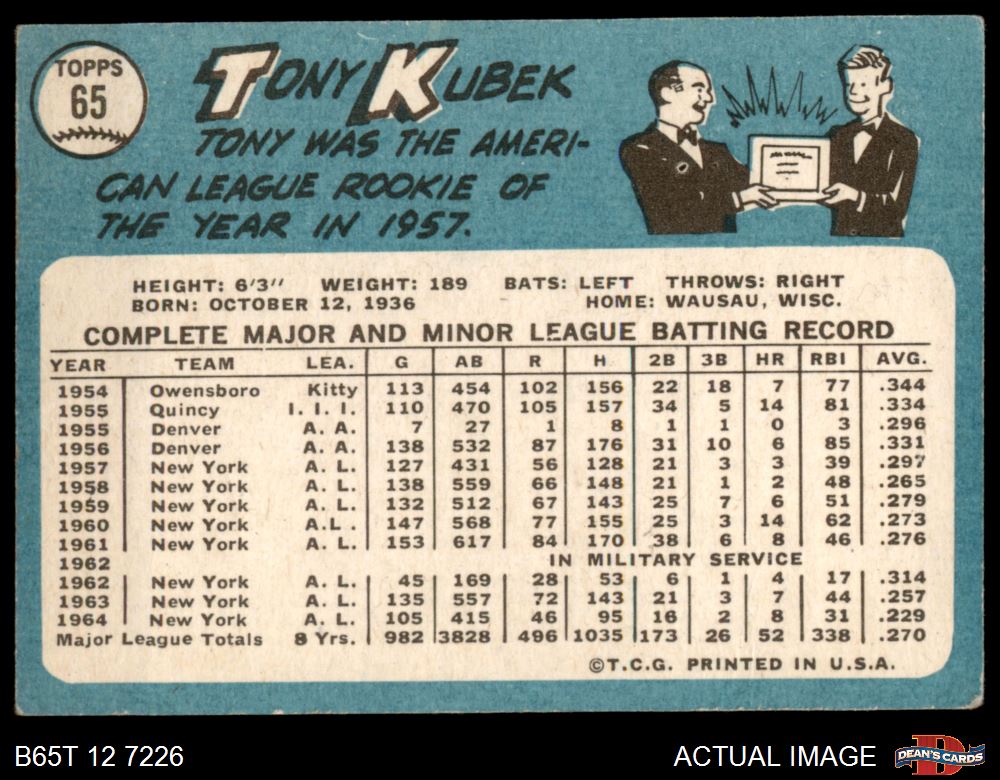 TOPPS
65
TONY KUBEK
TONY WAS THE AMERI-
CAN LEAGUE ROOKIE OF
THE YEAR IN 1957.
HEIGHT: 6'3" WEIGHT: 189 BATS: LEFT THROWS: RIGHT
BORN: OCTOBER 12, 1936 HOME: WAUSAU, WISC.
COMPLETE MAJOR AND MINOR LEAGUE BATTING RECORD
YEAR TEAM LEA. G AB R H 2B 3B HR RBI AVG.
1954 Owensboro Kitty 113 454 102 156 22 18 7 77 .344
1955 Quincy I. I. I. 110 470 105 157 34 5 14 81 .334
1955 Denver A. A. 7 27 1 8 1 1 0 3 .296
1956 Denver A. A. 138 532 87 176 31 10 6 85 .331
1957 New York A. L. 127 431 56 128 21 3 3 39 .297
1958 New York A. L. 138 559 66 148 21 1 2 48 .265
1959 New York A. L. 132 512 67 143 25 7 6 51 .279
1960 New York A.L. 147 568 77 155 25 3 14 62 .273
1961 New York A. L. 153 617 84 170 38 6 8 46 .276
1962 IN MILITARY SERVICE
1962 New York A. L. 45 169 28 53 6 1 4 17 .314
1963 New York A. L. 135 557 72 143 21 3 7 44 .257
1964 New York A. L. 105 415 46 95 16 2 8 31 .229
Major League Totals 8 Yrs. 982 3828 496 1035 173 26 52 338 .270
©T.C.G. PRINTED IN U.S.A.
B65T 12 7226 ACTUAL IMAGE DEAN'S CARDS